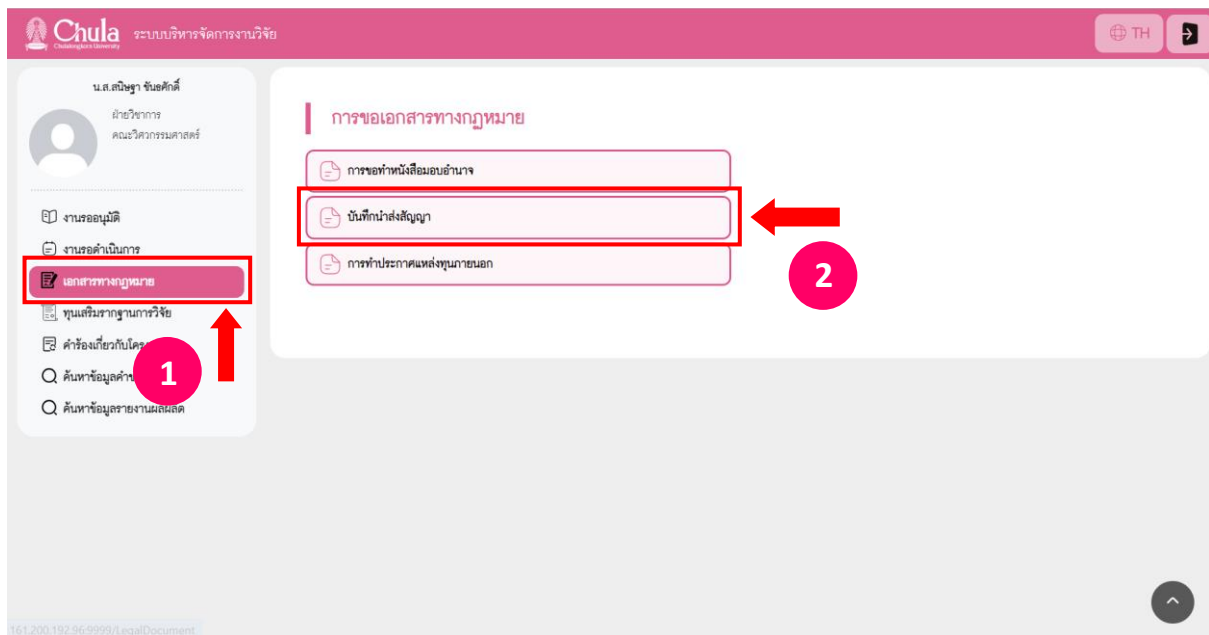 Chula
Chulalongkorn University
ระบบบริหารจัดการงานวิจัย
TH
น.ส.สนิษฐา ขันธศักดิ์
ฝ่ายวิชาการ
คณะวิศวกรรมศาสตร์
งานรออนุมัติ
งานรอดำเนินการ
เอกสารทางกฎหมาย
ทุนเสริมรากฐานการวิจัย
คำร้องเกี่ยวกับโครง
ค้นหาข้อมูลคำข
ค้นหาข้อมูลรายงานผลผลิต
1
การขอเอกสารทางกฎหมาย
การขอทำหนังสือมอบอำนาจ
บันทึกนำส่งสัญญา
การทำประกาศแหล่งทุนภายนอก
2
161.200.192.96:9999/LegalDocument